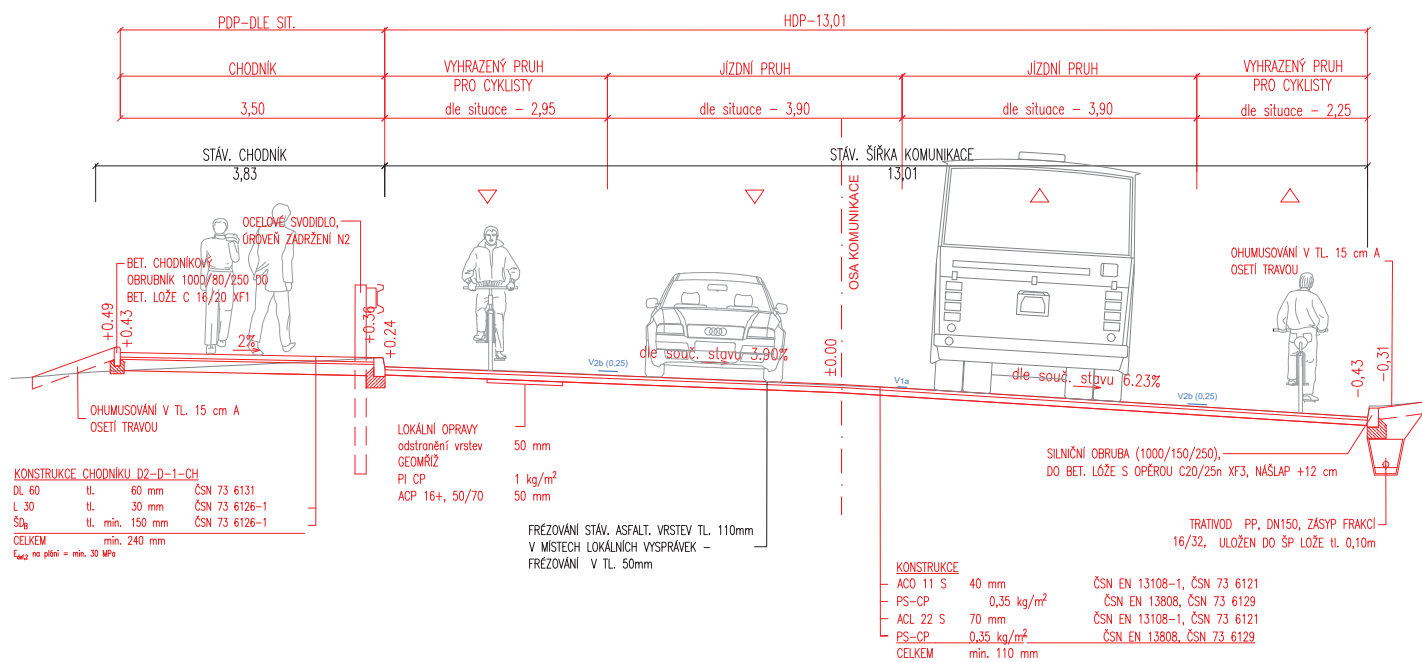 PDP-DLE SIT.
HDP-13,01
CHODNÍK
VYHRAZENÝ PRUH
PRO CYKLISTY
JÍZDNÍ PRUH
JÍZDNÍ PRUH
VYHRAZENÝ PRUH
PRO CYKLISTY
3,50
dle situace - 2,95
dle situace - 3,90
dle situace - 3,90
dle situace - 2,25
STÁV. CHODNÍK
3,83
STÁV. ŠÍŘKA KOMUNIKACE
13,01
OSA KOMUNIKACE
OCELOVÉ SVODIDLO,
ÚROVEŇ ZADRŽENÍ N2
BET. CHODNÍKOVÝ
OBRUBNÍK 1000/80/250 DO
BET. LOŽE C 16/20 XF1
OHUMUSOVÁNÍ V TL. 15 cm A
OSETÍ TRAVOU
+0.49
+0.43
2%
+0.36
+0.24
dle souč. stavu 3.90%
V2b (0,25)
±0.00
V1a
dle souč. stavu 6.23%
V2b (0,25)
-0,43
-0,31
OHUMUSOVÁNÍ V TL. 15 cm A
OSETÍ TRAVOU
LOKÁLNÍ OPRAVY
odstranění vrstev 50 mm
GEOMŘÍŽ
PI CP 1 kg/m²
ACP 16+, 50/70 50 mm
SILNIČNÍ OBRUBA (1000/150/250),
DO BET. LÓŽE S OPĚROU C20/25n XF3, NÁŠLAP +12 cm
KONSTRUKCE CHODNÍKU D2-D-1-CH
DL 60 tl. 60 mm ČSN 73 6131
L 30 tl. 30 mm ČSN 73 6126-1
ŠDB tl. min. 150 mm ČSN 73 6126-1
CELKEM min. 240 mm
Edef,2 na pláni = min. 30 MPa
FRÉZOVÁNÍ STÁV. ASFALT. VRSTEV TL. 110mm
V MÍSTECH LOKÁLNÍCH VYSPRÁVEK -
FRÉZOVÁNÍ V TL. 50mm
TRATIVOD PP, DN150, ZÁSYP FRAKCÍ
16/32, ULOŽEN DO ŠP LOŽE tl. 0,10m
KONSTRUKCE
ACO 11 S 40 mm ČSN EN 13108-1, ČSN 73 6121
PS-CP 0,35 kg/m² ČSN EN 13808, ČSN 73 6129
ACL 22 S 70 mm ČSN EN 13108-1, ČSN 73 6121
PS-CP 0,35 kg/m² ČSN EN 13808, ČSN 73 6129
CELKEM min. 110 mm